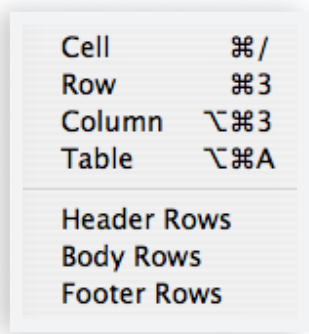 Cell ⌘/
Row ⌘3
Column ⌥⌘3
Table ⌥⌘A
Header Rows
Body Rows
Footer Rows